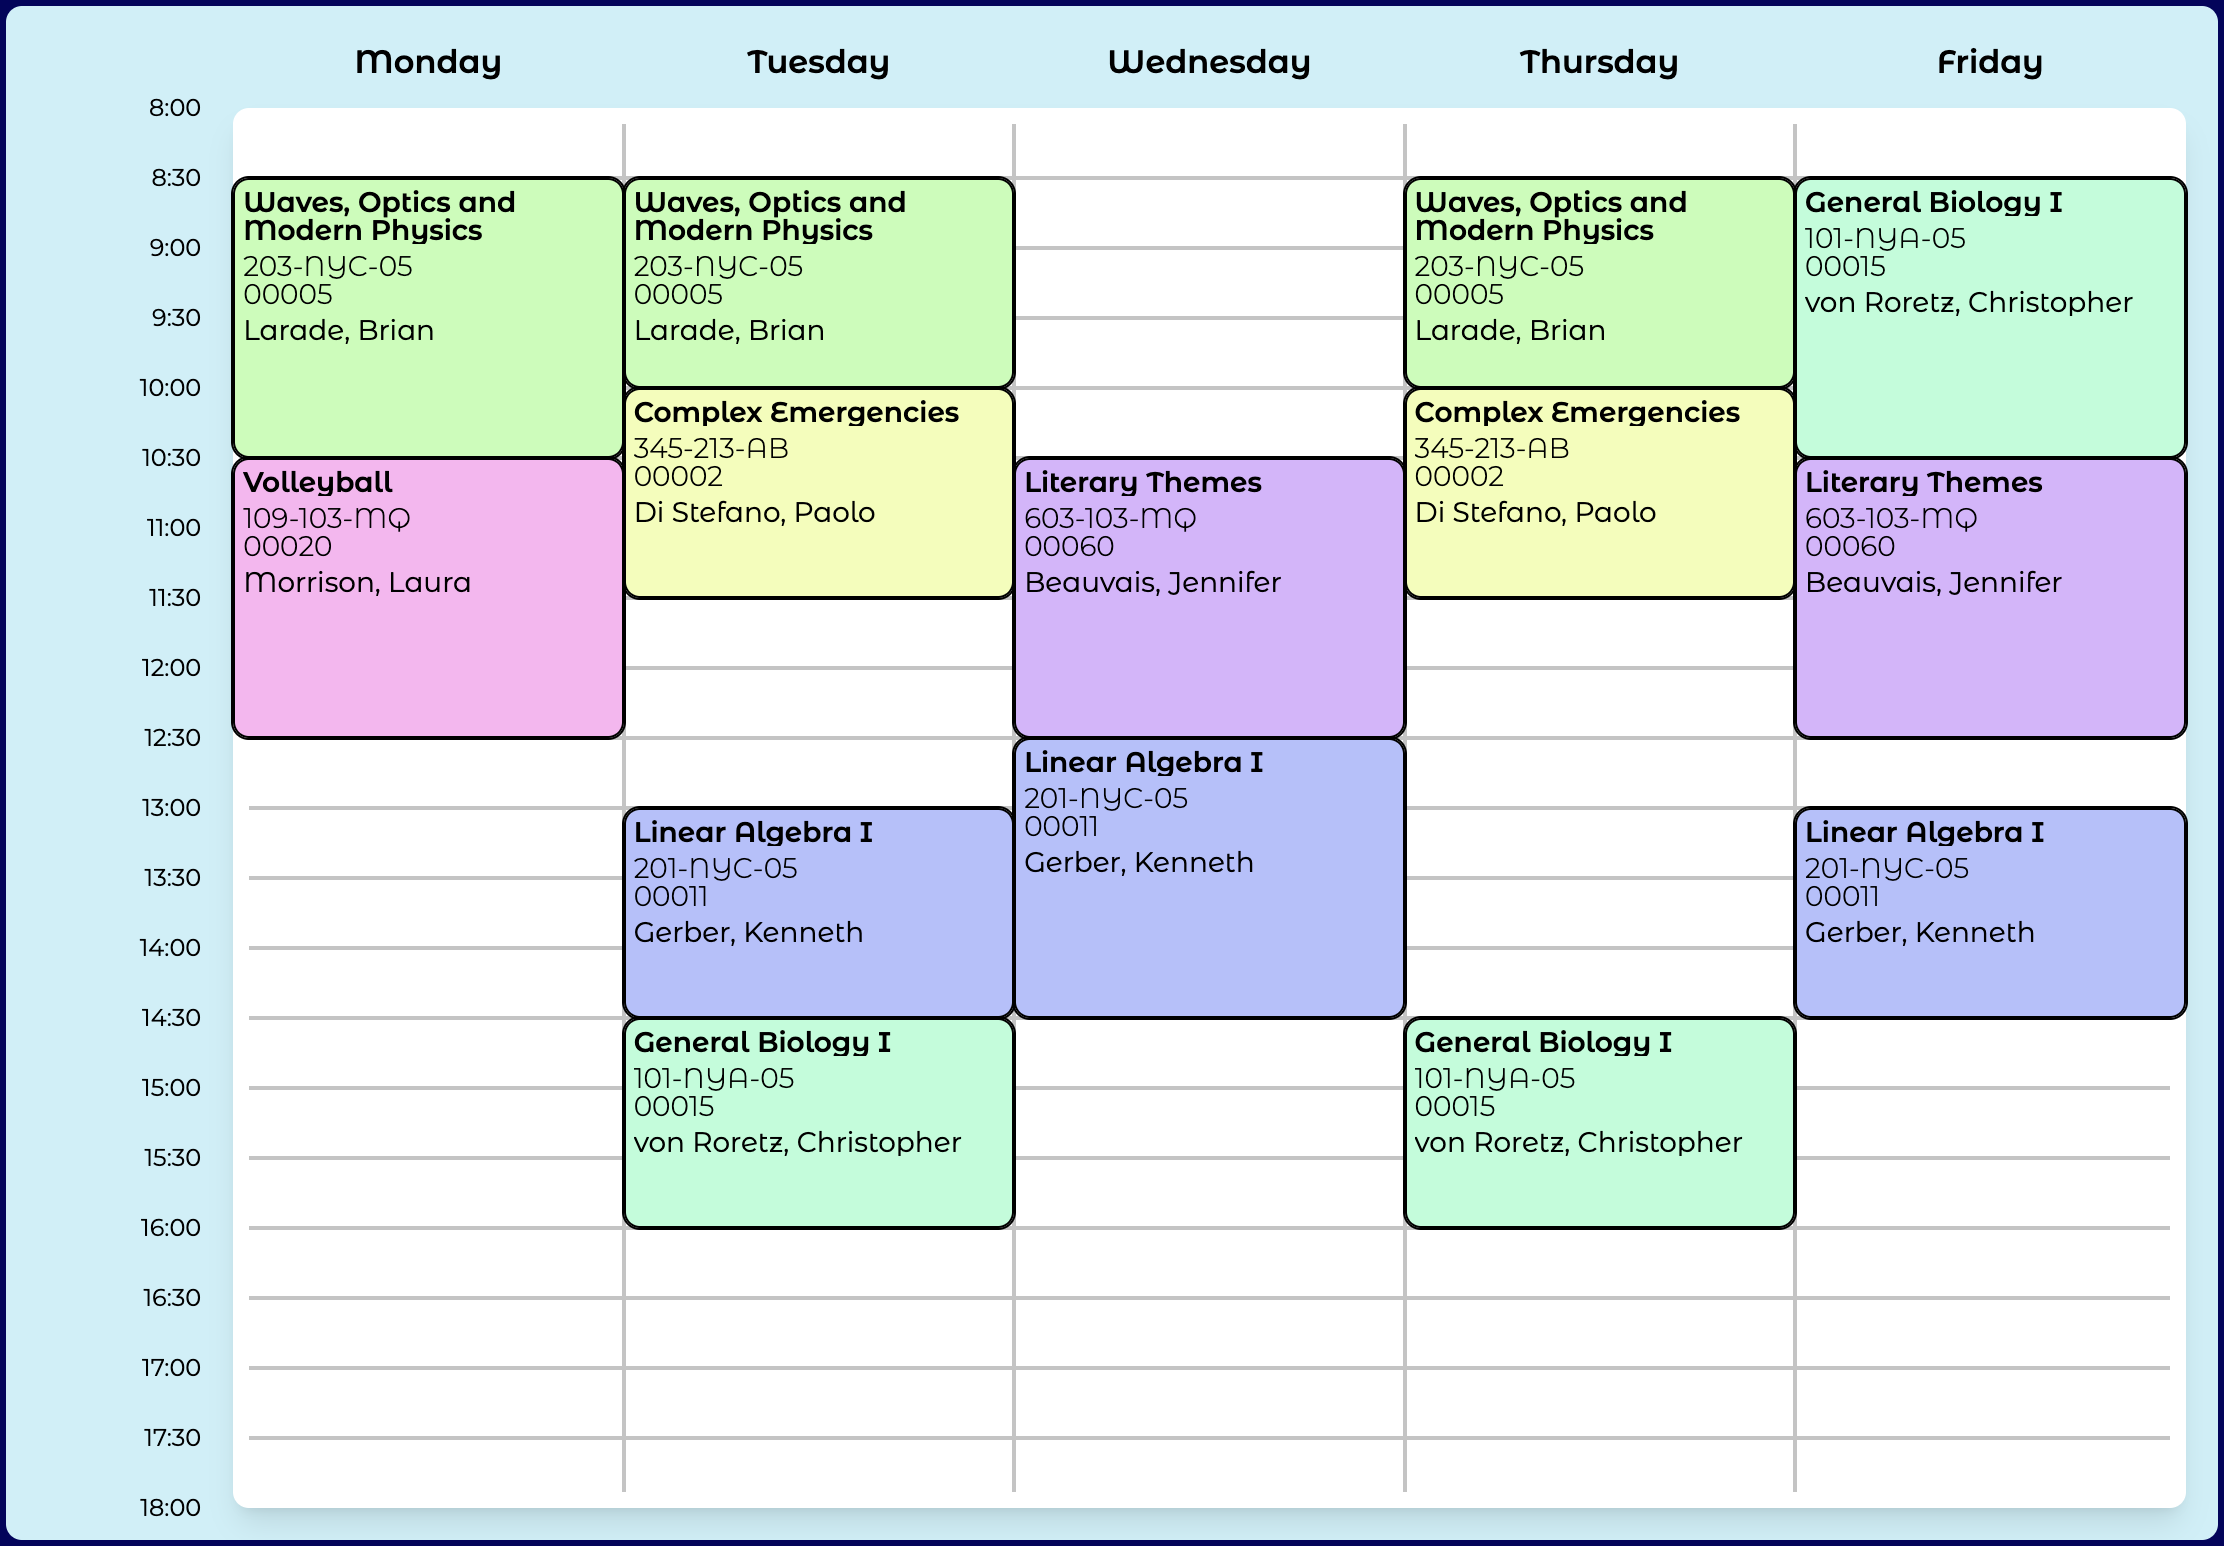 Monday
Tuesday
Wednesday
Thursday
Friday
8:00
8:30
9:00
9:30
10:00
10:30
11:00
11:30
12:00
12:30
13:00
13:30
14:00
14:30
15:00
15:30
16:00
16:30
17:00
17:30
18:00
Waves, Optics and
Modern Physics
203-NYC-05
00005
Larade, Brian
Volleyball
109-103-MQ
00020
Morrison, Laura
Waves, Optics and
Modern Physics
203-NYC-05
00005
Larade, Brian
Complex Emergencies
345-213-AB
00002
Di Stefano, Paolo
Linear Algebra I
201-NYC-05
00011
Gerber, Kenneth
General Biology I
101-NYA-05
00015
von Roretz, Christopher
Literary Themes
603-103-MQ
00060
Beauvais, Jennifer
Linear Algebra I
201-NYC-05
00011
Gerber, Kenneth
Waves, Optics and
Modern Physics
203-NYC-05
00005
Larade, Brian
Complex Emergencies
345-213-AB
00002
Di Stefano, Paolo
General Biology I
101-NYA-05
00015
von Roretz, Christopher
General Biology I
101-NYA-05
00015
von Roretz, Christopher
Literary Themes
603-103-MQ
00060
Beauvais, Jennifer
Linear Algebra I
201-NYC-05
00011
Gerber, Kenneth